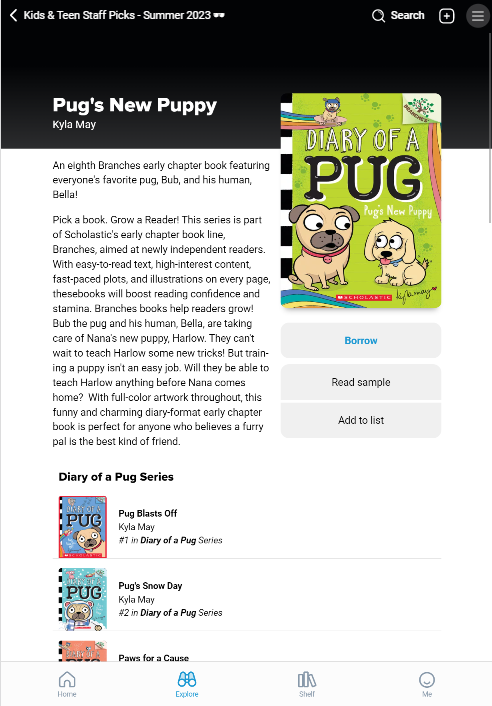 Kids & Teen Staff Picks - Summer 2023 🕶
Search
Pug's New Puppy
Kyla May
An eighth Branches early chapter book featuring
everyone's favorite pug, Bub, and his human,
Bella!
Pick a book. Grow a Reader! This series is part
of Scholastic's early chapter book line,
Branches, aimed at newly independent readers.
With easy-to-read text, high-interest content,
fast-paced plots, and illustrations on every page,
thesebooks will boost reading confidence and
stamina. Branches books help readers grow!
Bub the pug and his human, Bella, are taking
care of Nana's new puppy, Harlow. They can't
wait to teach Harlow some new tricks! But train-
ing a puppy isn't an easy job. Will they be able to
teach Harlow anything before Nana comes
home?  With full-color artwork throughout, this
funny and charming diary-format early chapter
book is perfect for anyone who believes a furry
pal is the best kind of friend.
DIARY OF A
PUG
Pug's New Puppy
SCHOLASTIC
Kyla May
Borrow
Read sample
Add to list
Diary of a Pug Series
DIARY OF A
PUG
SCHOLASTIC
Pug Blasts Off
Kyla May
#1 in Diary of a Pug Series
DIARY OF A
PUG
Pug's Snow Day
Kyla May
#2 in Diary of a Pug Series
DIARY OF A
PUG
Paws for a Cause
Home
Explore
Shelf
Me